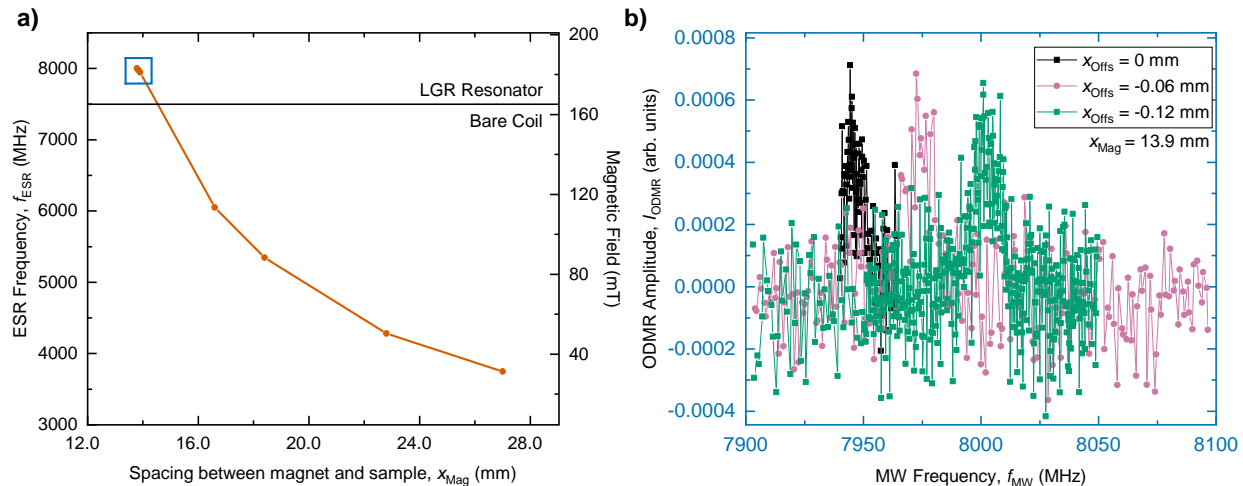 a)
ESR Frequency, fESR (MHz)
8000
7000
6000
5000
4000
3000
12.0
16.0
20.0
24.0
28.0
Spacing between magnet and sample, xMag (mm)
LGR Resonator
Bare Coil
200
160
120
80
40
Magnetic Field (mT)
b)
ODMR Amplitude, IODMR (arb. units)
0.0008
0.0006
0.0004
0.0002
0.0000
-0.0002
-0.0004
7900
7950
8000
8050
8100
MW Frequency, fMW (MHz)
xOffs = 0 mm
xOffs = -0.06 mm
xOffs = -0.12 mm
xMag = 13.9 mm